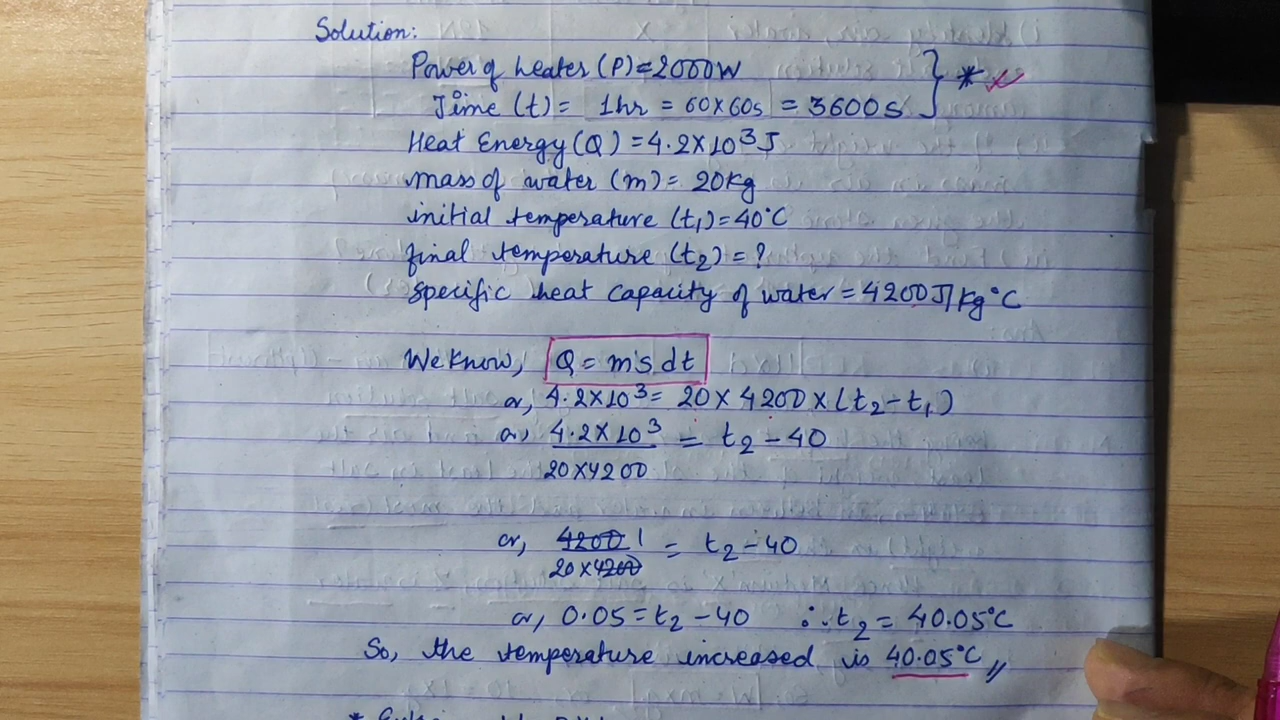 Solution:
Power of heater (P) = 2000W
Time (t) = 1hr = 60×60s = 3600s } *
Heat Energy (Q) = 4.2×10³J
mass of water (m) = 20kg
initial temperature (t₁) = 40°C
final temperature (t₂) = ?
specific heat capacity of water = 4200J/kg°C
We Know, Q = msdt
or, 4.2×10³ = 20 × 4200 × (t₂-t₁)
or, 4.2×10³ / 20×4200 = t₂ - 40
or, 4200 1 / 20×4200 = t₂ - 40
or, 0.05 = t₂ - 40 ∴ t₂ = 40.05°C
So, the temperature increased is 40.05°C,,